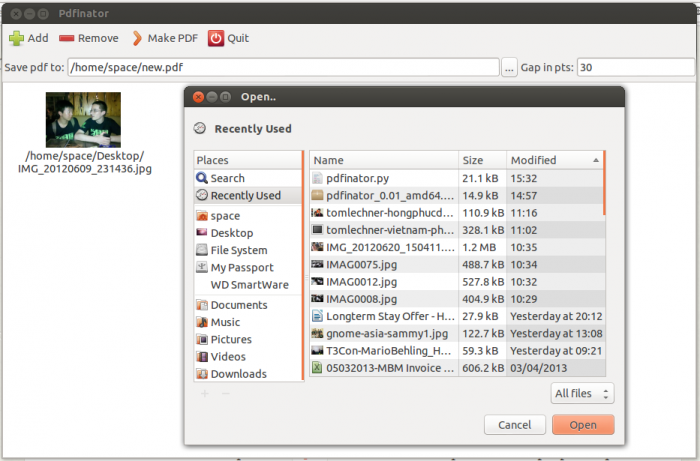 Pdfinator
Add Remove Make PDF Quit
Save pdf to: /home/space/new.pdf ... Gap in pts: 30
/home/space/Desktop/
IMG_20120609_231436.jpg
Open..
Recently Used
Places
Search
Recently Used
space
Desktop
File System
My Passport
WD SmartWare
Documents
Music
Pictures
Videos
Downloads
Name Size Modified
pdfinator.py 21.1 kB 15:32
pdfinator_0.01_amd64.... 14.9 kB 14:57
tomlechner-hongphucd... 110.9 kB 11:16
tomlechner-vietnam-ph... 328.1 kB 11:02
IMG_20120620_150411.... 1.2 MB 10:35
IMAG0075.jpg 488.7 kB 10:34
IMAG0012.jpg 527.8 kB 10:32
IMAG0008.jpg 404.9 kB 10:29
Longterm Stay Offer - H... 27.9 kB Yesterday at 20:12
gnome-asia-sammy1.jpg 122.7 kB Yesterday at 13:08
T3Con-MarioBehling_H... 59.3 kB Yesterday at 09:21
05032013-MBM Invoice ... 606.2 kB 03/04/2013
All files
Cancel Open